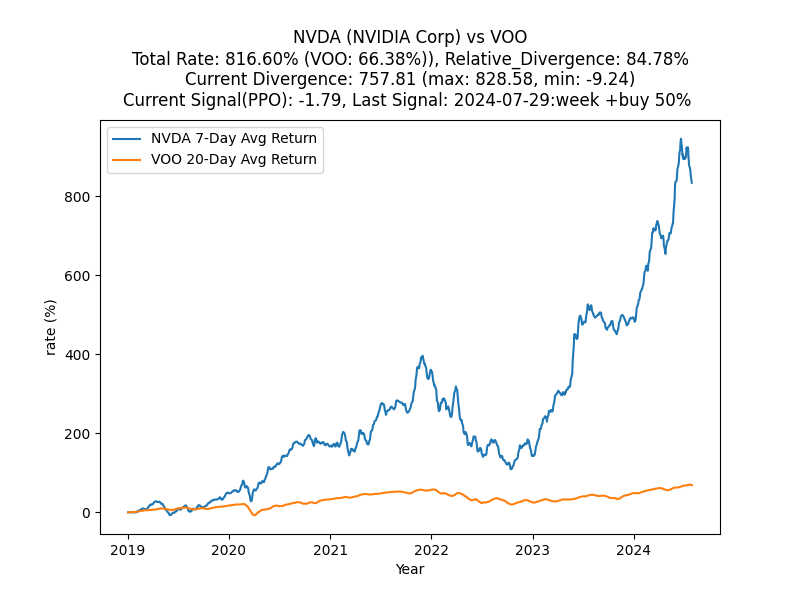 NVDA (NVIDIA Corp) vs VOO
Total Rate: 816.60% (VOO: 66.38%)), Relative_Divergence: 84.78%
Current Divergence: 757.81 (max: 828.58, min: -9.24)
Current Signal(PPO): -1.79, Last Signal: 2024-07-29:week +buy 50%
NVDA 7-Day Avg Return
VOO 20-Day Avg Return
800
600
400
200
0
rate (%)
2019 2020 2021 2022 2023 2024
Year